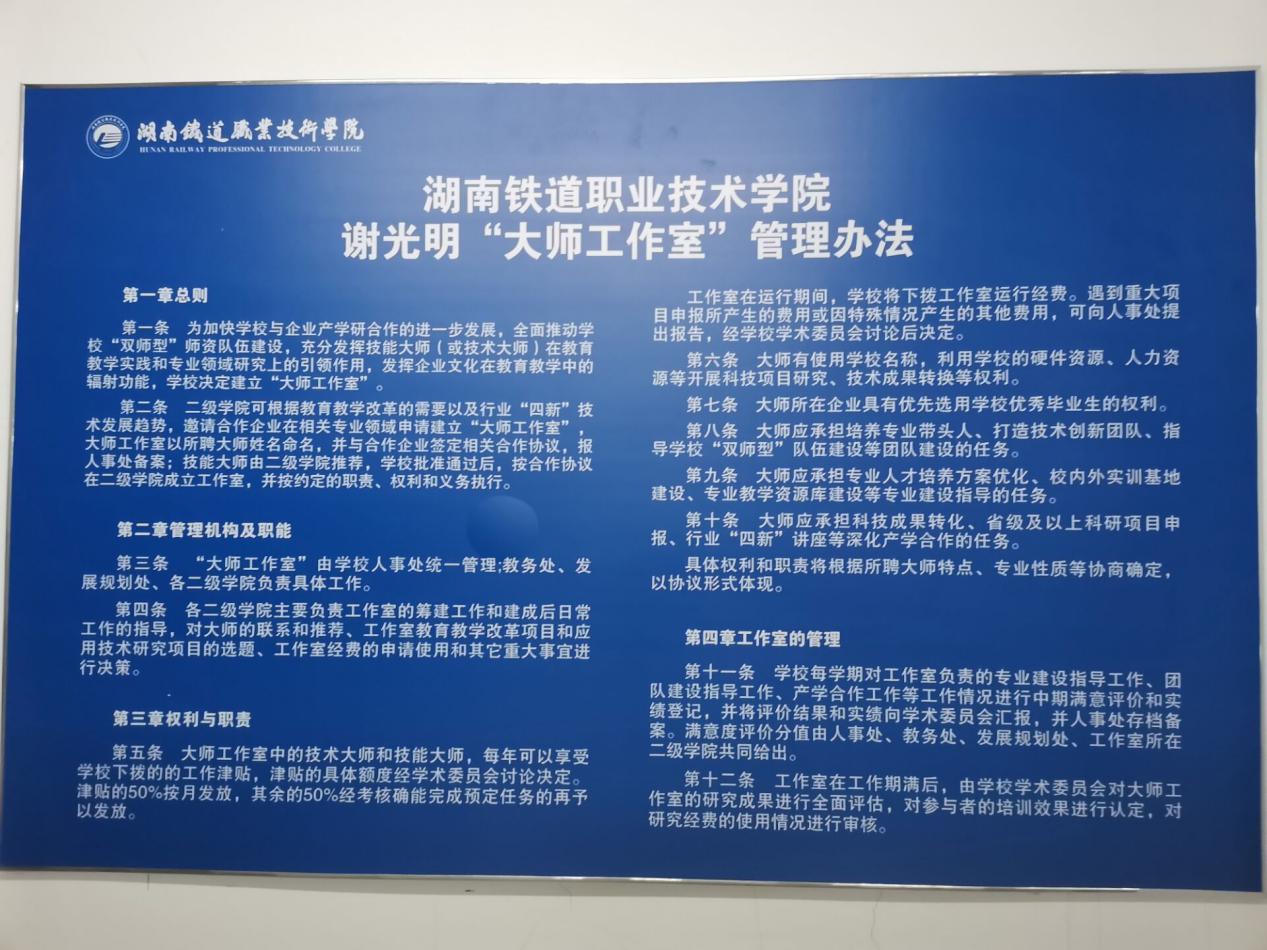 湖南鐵道職業技術學院
HUNAN RAILWAY PROFESSIONAL TECHNOLOGY COLLEGE
湖南铁道职业技术学院
谢光明“大师工作室”管理办法
第一章总则
第一条 为加快学校与企业产学研合作的进一步发展，全面推动学
校“双师型”师资队伍建设，充分发挥技能大师（或技术大师）在教育
教学实践和专业领域研究上的引领作用，发挥企业文化在教育教学中的
辐射功能，学校决定建立“大师工作室”。
第二条 二级学院可根据教育教学改革的需要以及行业“四新”技
术发展趋势，邀请合作企业在相关专业领域申请建立“大师工作室”，
大师工作室以所聘大师姓名命名，并与合作企业签定相关合作协议，报
人事处备案；技能大师由二级学院推荐，学校批准通过后，按合作协议
在二级学院成立工作室，并按约定的职责、权利和义务执行。
第二章管理机构及职能
第三条 “大师工作室”由学校人事处统一管理;教务处、发
展规划处、各二级学院负责具体工作。
第四条 各二级学院主要负责工作室的筹建工作和建成后日常
工作的指导，对大师的联系和推荐、工作室教育教学改革项目和应
用技术研究项目的选题、工作室经费的申请使用和其它重大事宜进
行决策。
第三章权利与职责
第五条 大师工作室中的技术大师和技能大师，每年可以享受
学校下拨的的工作津贴，津贴的具体额度经学术委员会讨论决定。
津贴的50%按月发放，其余的50%经考核确能完成预定任务的再予
以发放。
工作室在运行期间，学校将下拨工作室运行经费。遇到重大项
目申报所产生的费用或因特殊情况产生的其他费用，可向人事处提
出报告，经学校学术委员会讨论后决定。
第六条 大师有使用学校名称，利用学校的硬件资源、人力资
源等开展科技项目研究、技术成果转换等权利。
第七条 大师所在企业具有优先选用学校优秀毕业生的权利。
第八条 大师应承担培养专业带头人、打造技术创新团队、指
导学校“双师型”队伍建设等团队建设的任务。
第九条 大师应承担专业人才培养方案优化、校内外实训基地
建设、专业教学资源库建设等专业建设指导的任务。
第十条 大师应承担科技成果转化、省级及以上科研项目申
报、行业“四新”讲座等深化产学合作的任务。
具体权利和职责将根据所聘大师特点、专业性质等协商确定，
以协议形式体现。
第四章工作室的管理
第十一条 学校每学期对工作室负责的专业建设指导工作、团
队建设指导工作、产学合作工作等工作情况进行中期满意评价和实
绩登记，并将评价结果和实绩向学术委员会汇报，并人事处存档备
案。满意度评价分值由人事处、教务处、发展规划处、工作室所在
二级学院共同给出。
第十二条 工作室在工作期满后，由学校学术委员会对大师工
作室的研究成果进行全面评估，对参与者的培训效果进行认定，对
研究经费的使用情况进行审核。